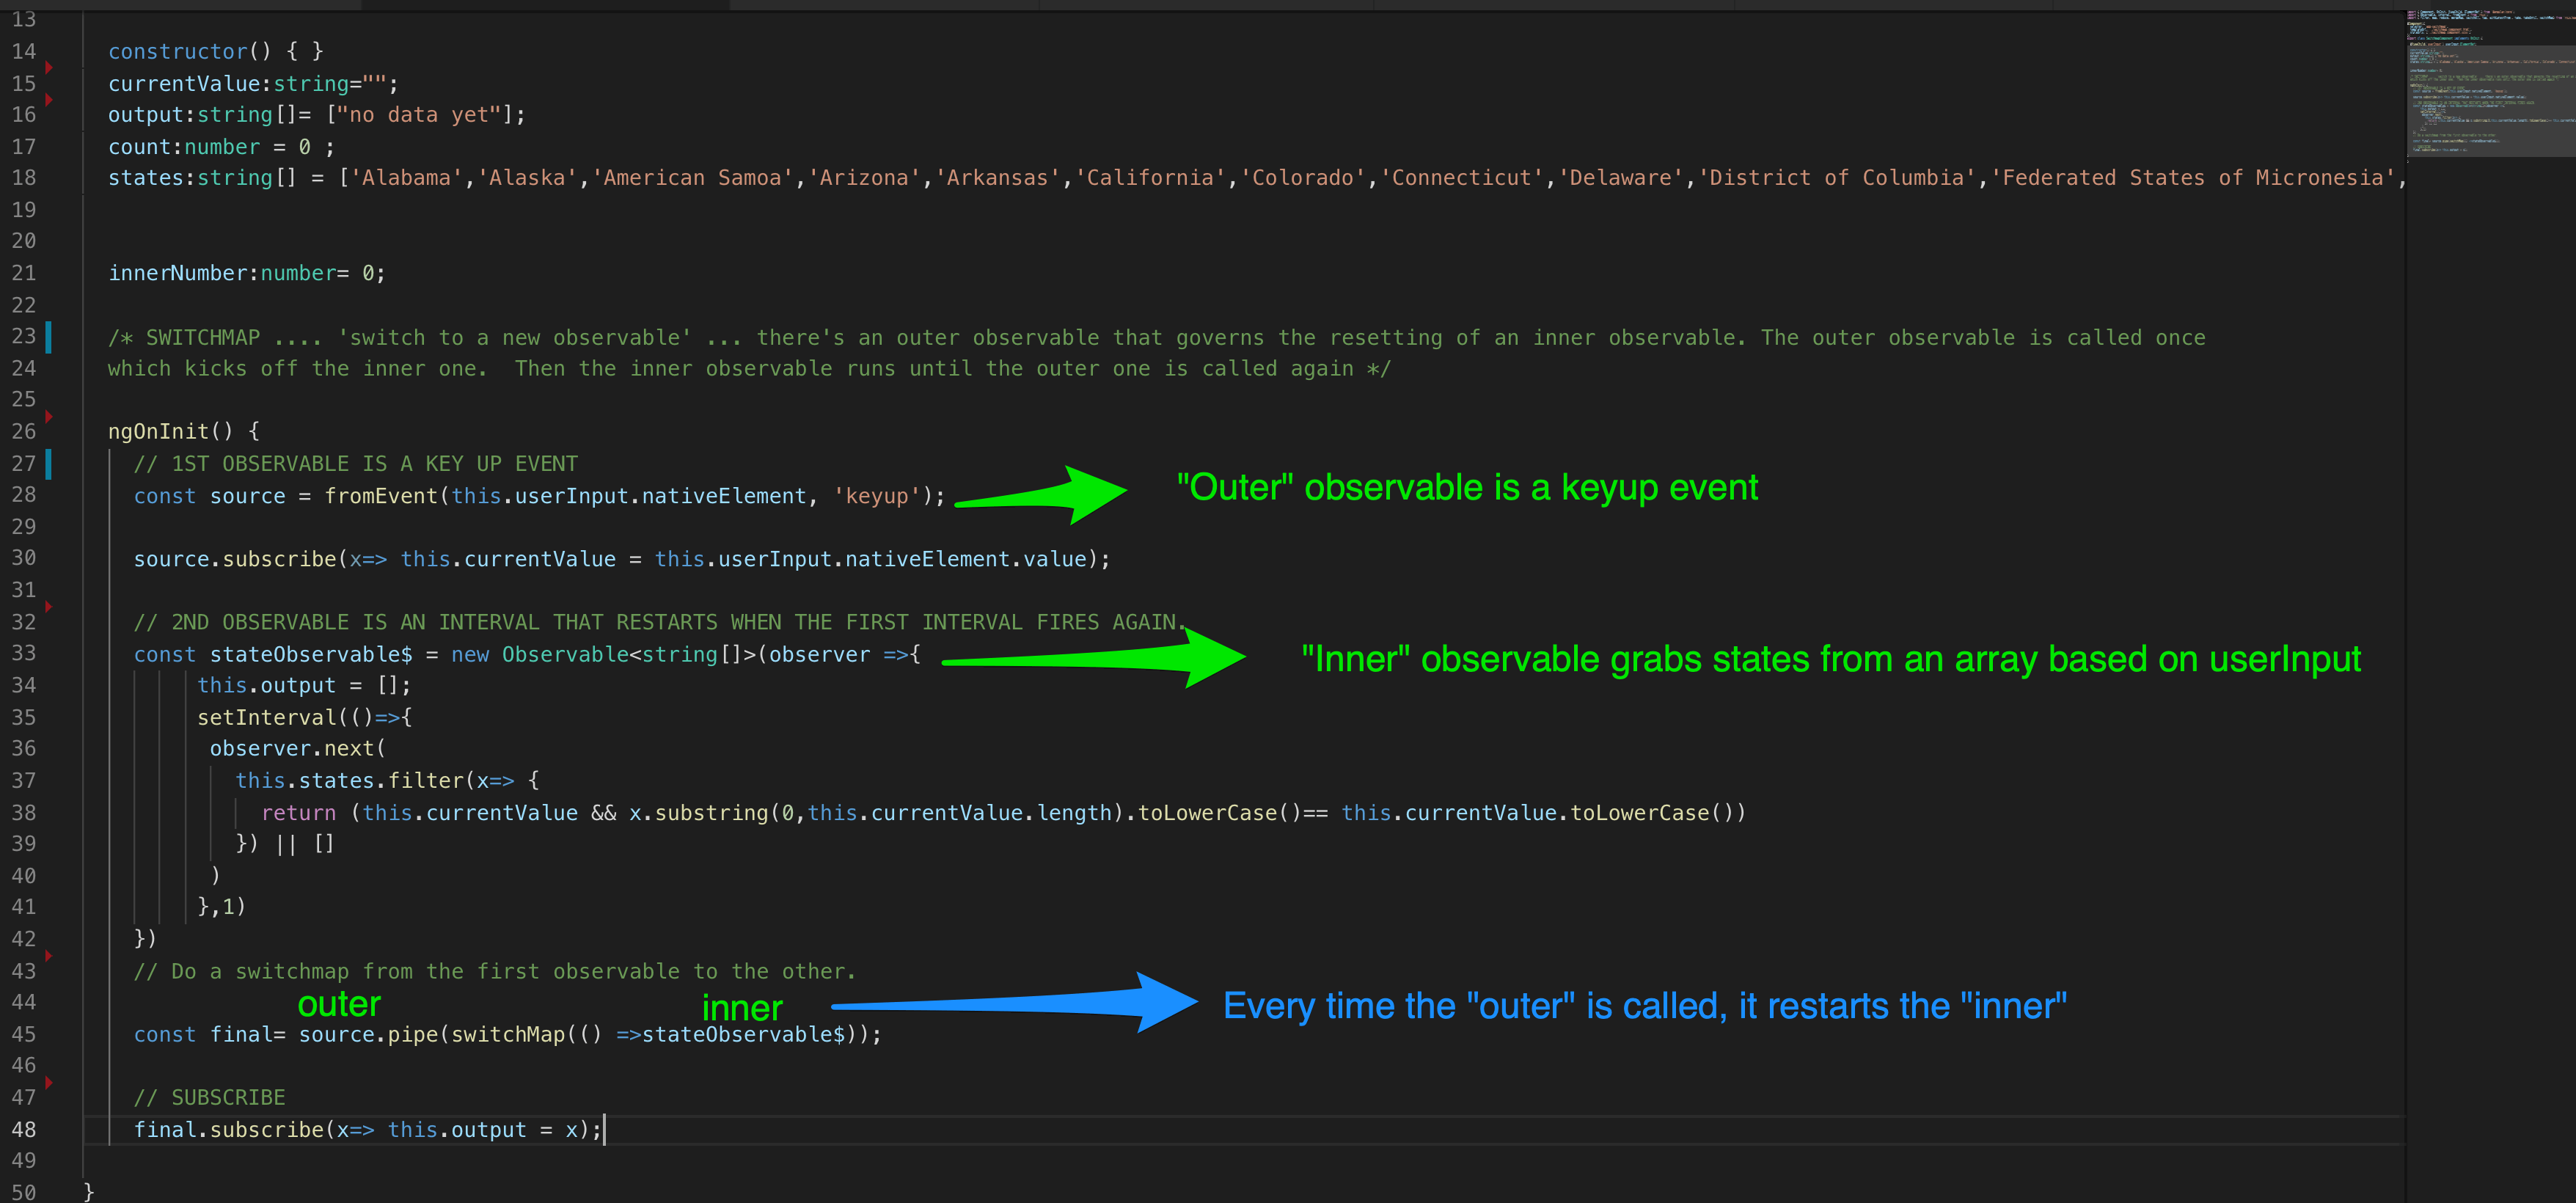 13
14 constructor() { }
15 currentValue:string="";
16 output:string[]= ["no data yet"];
17 count:number = 0 ;
18 states:string[] = ['Alabama','Alaska','American Samoa','Arizona','Arkansas','California','Colorado','Connecticut','Delaware','District of Columbia','Federated States of Micronesia',
19
20
21 innerNumber:number= 0;
22
23 /* SWITCHMAP .... 'switch to a new observable' ... there's an outer observable that governs the resetting of an inner observable. The outer observable is called once
24 which kicks off the inner one.  Then the inner observable runs until the outer one is called again */
25
26 ngOnInit() {
27 // 1ST OBSERVABLE IS A KEY UP EVENT
28 const source = fromEvent(this.userInput.nativeElement, 'keyup'); "Outer" observable is a keyup event
29
30 source.subscribe(x=> this.currentValue = this.userInput.nativeElement.value);
31
32 // 2ND OBSERVABLE IS AN INTERVAL THAT RESTARTS WHEN THE FIRST INTERVAL FIRES AGAIN.
33 const stateObservable$ = new Observable<string[]>(observer =>{ "Inner" observable grabs states from an array based on userInput
34 this.output = [];
35 setInterval(()=>{
36 observer.next(
37 this.states.filter(x=> {
38 return (this.currentValue && x.substring(0,this.currentValue.length).toLowerCase()== this.currentValue.toLowerCase())
39 }) || []
40 )
41 },1)
42 })
43 // Do a switchmap from the first observable to the other.
44 outer inner Every time the "outer" is called, it restarts the "inner"
45 const final= source.pipe(switchMap(() =>stateObservable$));
46
47 // SUBSCRIBE
48 final.subscribe(x=> this.output = x);
49
50 }